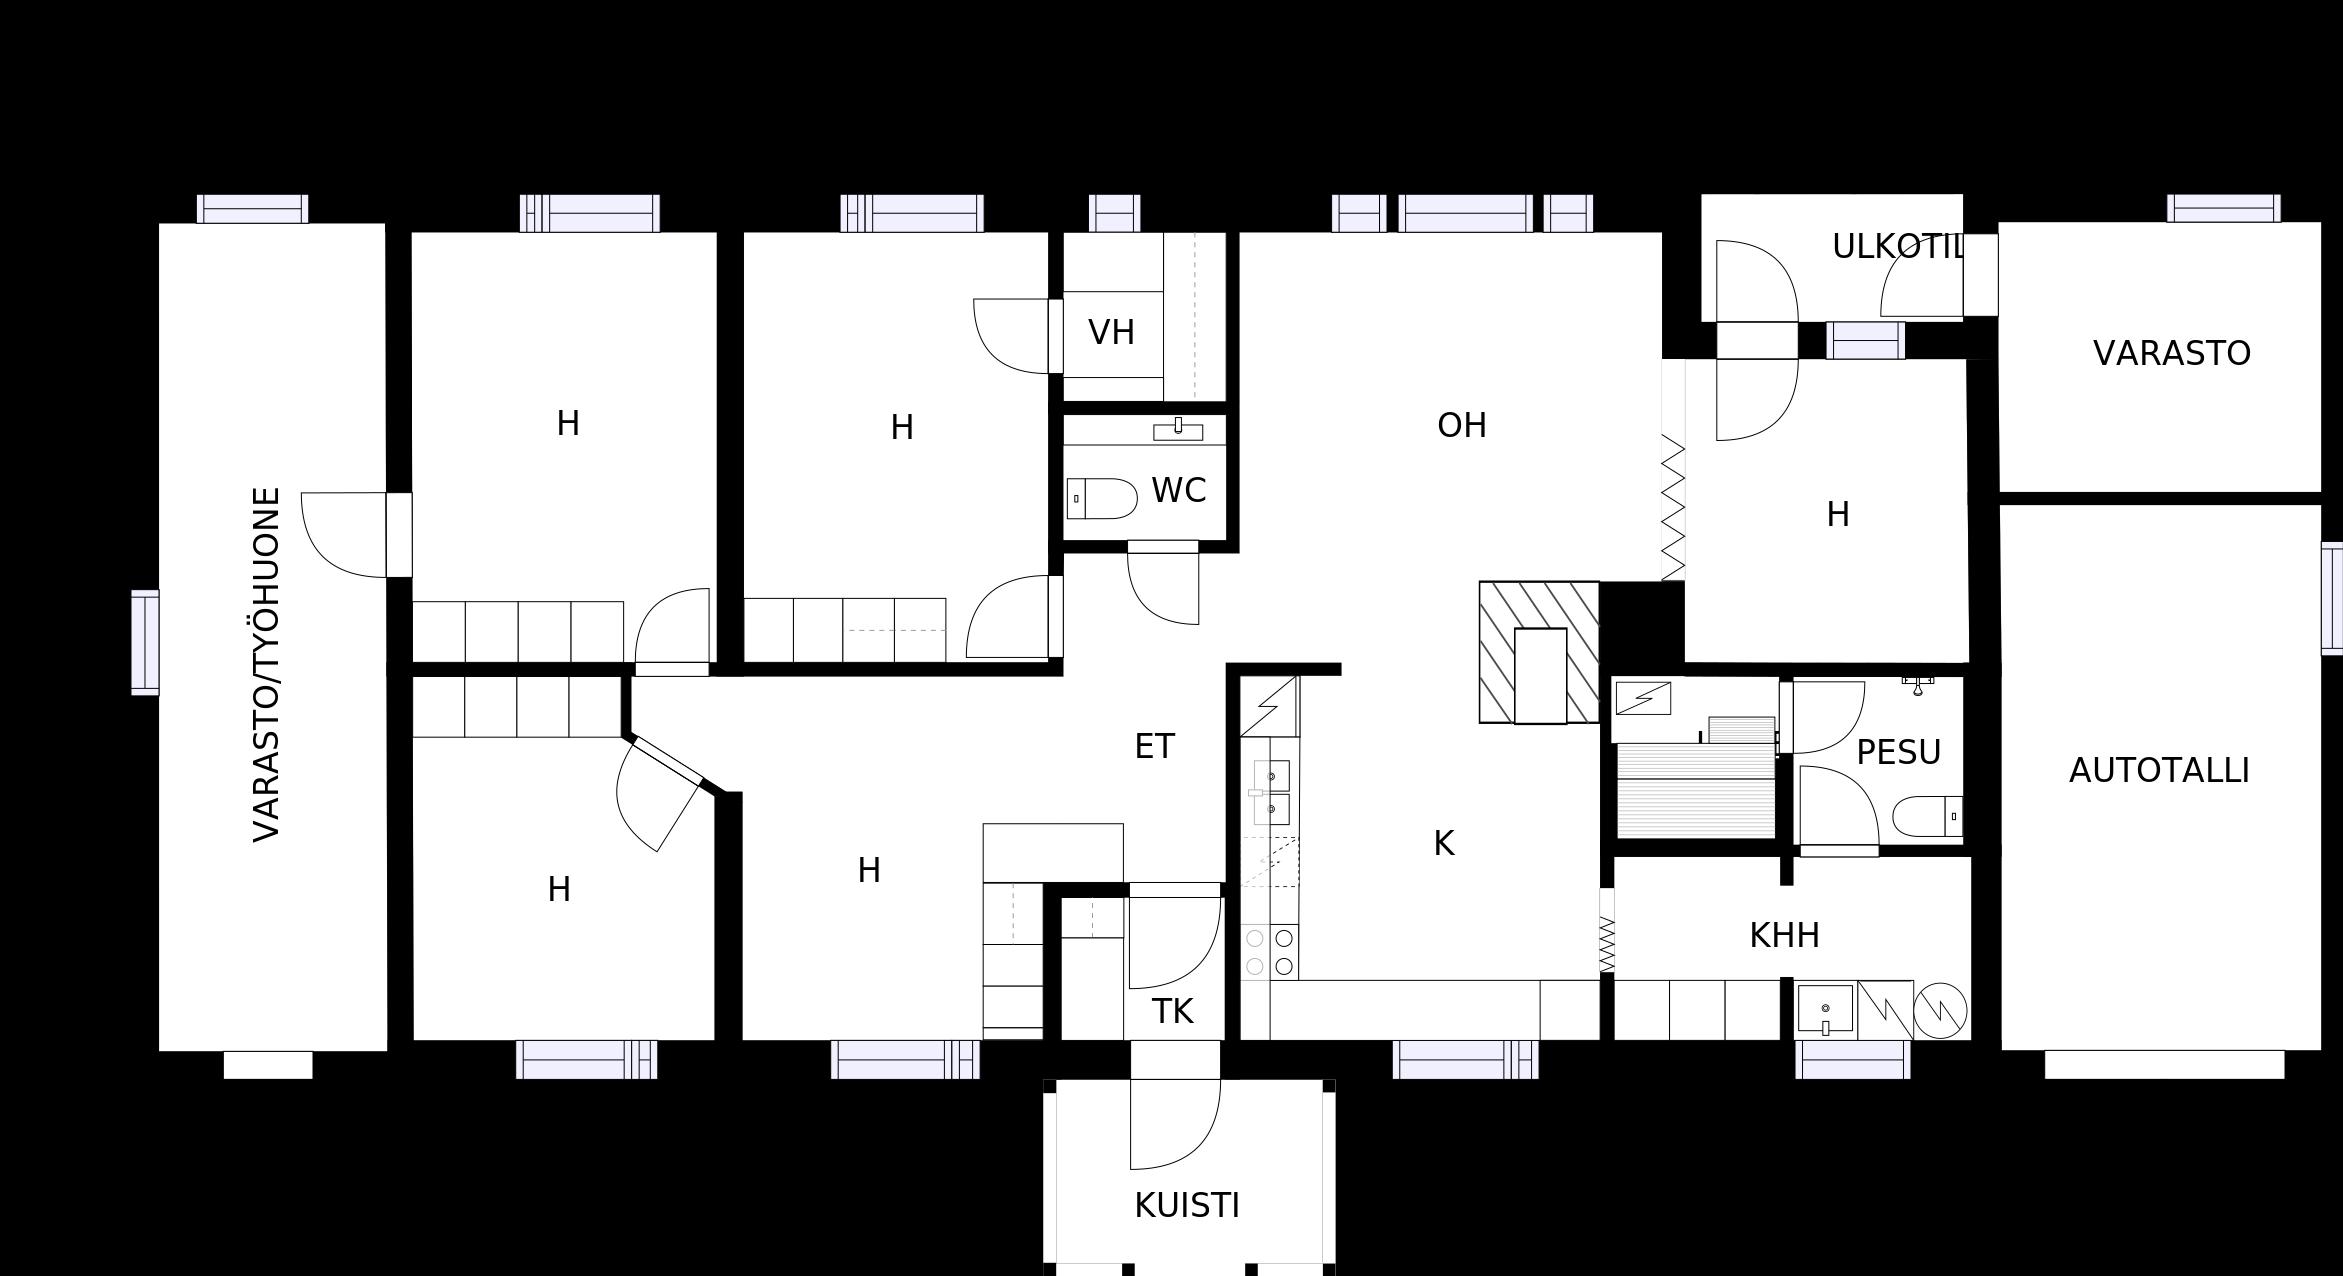 ULKOTIL
VARASTO
VH
H
H
OH
WC
H
VARASTO/TYÖHUONE
ET
PESU
AUTOTALLI
K
H
H
KHH
TK
KUISTI